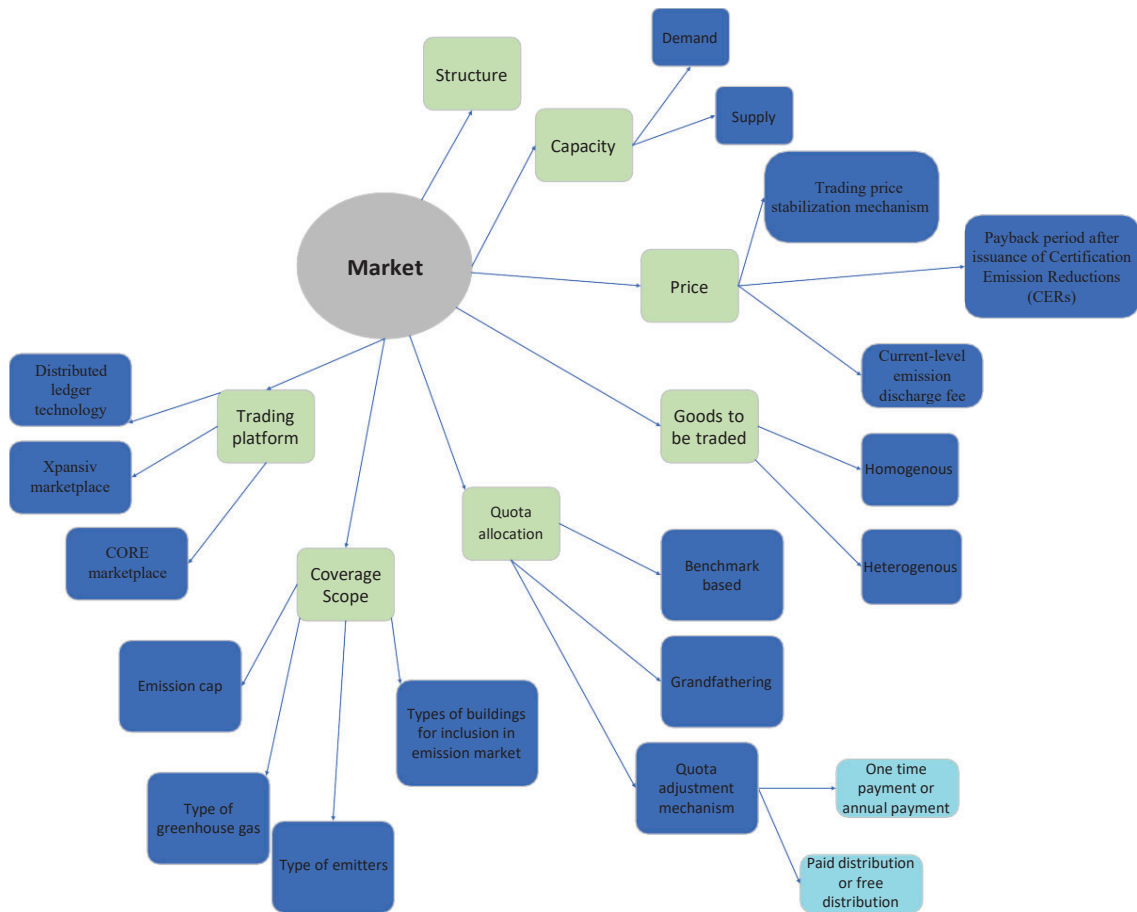 Demand
Structure
Supply
Capacity
Trading price
stabilization mechanism
Payback period after
issuance of Certification
Emission Reductions
(CERs)
Market
Price
Current-level
emission
discharge fee
Distributed
ledger
technology
Trading
platform
Goods to
be traded
Xpansiv
marketplace
Homogenous
Quota
allocation
CORE
marketplace
Coverage
Scope
Benchmark
based
Heterogenous
Emission cap
Grandfathering
Types of buildings
for inclusion in
emission market
Quota
adjustment
mechanism
One time
payment or
annual payment
Type of
greenhouse gas
Type of emitters
Paid distribution
or free
distribution